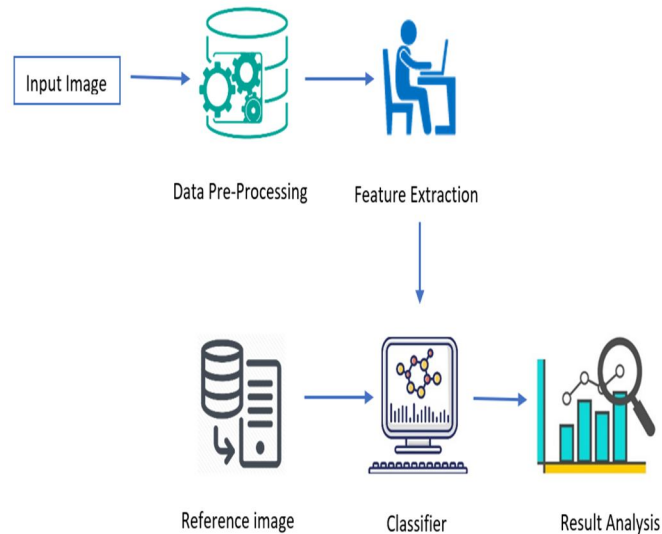 Input Image
Data Pre-Processing
Feature Extraction
Reference image
Classifier
Result Analysis